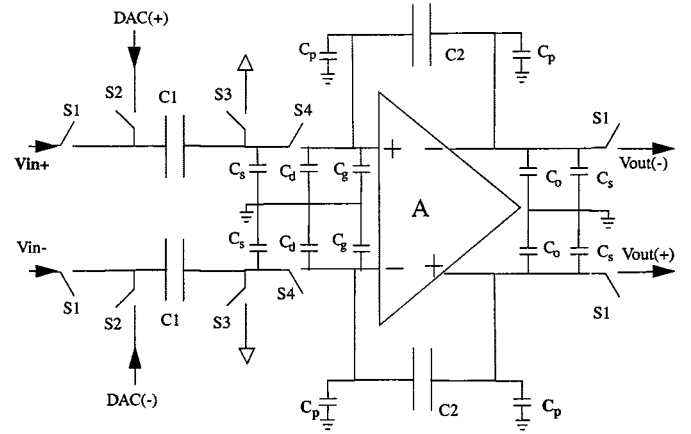 DAC(+)
Cp
C2
Cp
S2
C1
S3
S4
S1
S1
Vin+
+
−
Vout(-)
Cs
Cd
Cg
Co
Cs
A
Vin-
Cs
Cd
Cg
Co
Cs
Vout(+)
−
+
S1
S2
C1
S3
S4
S1
DAC(-)
Cp
C2
Cp